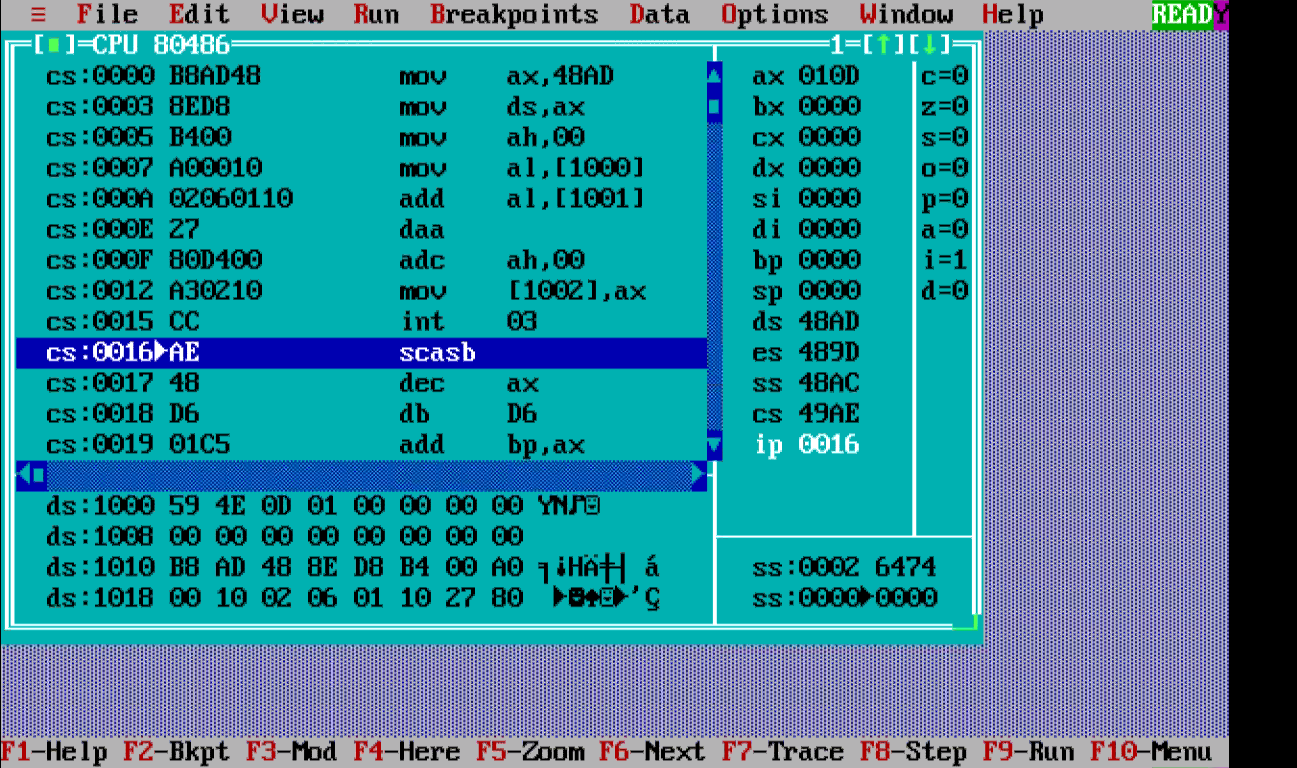 ≡ File Edit View Run Breakpoints Data Options Window Help READY
[■]=CPU 80486 1=[↑][↓]
cs:0000 B8AD48 mov ax,48AD ax 010D c=0
cs:0003 8ED8 mov ds,ax bx 0000 z=0
cs:0005 B400 mov ah,00 cx 0000 s=0
cs:0007 A00010 mov al,[1000] dx 0000 o=0
cs:000A 02060110 add al,[1001] si 0000 p=0
cs:000E 27 daa di 0000 a=0
cs:000F 80D400 adc ah,00 bp 0000 i=1
cs:0012 A30210 mov [1002],ax sp 0000 d=0
cs:0015 CC int 03 ds 48AD
cs:0016►AE scasb es 489D
cs:0017 48 dec ax ss 48AC
cs:0018 D6 db D6 cs 49AE
cs:0019 01C5 add bp,ax ip 0016
ds:1000 59 4E 0D 01 00 00 00 00 YN♪☺
ds:1008 00 00 00 00 00 00 00 00
ds:1010 B8 AD 48 8E D8 B4 00 A0 ╕¡HÄ╪┤ á ss:0002 6474
ds:1018 00 10 02 06 01 10 27 80 ►☻♠☺►'Ç ss:0000►0000
F1-Help F2-Bkpt F3-Mod F4-Here F5-Zoom F6-Next F7-Trace F8-Step F9-Run F10-Menu